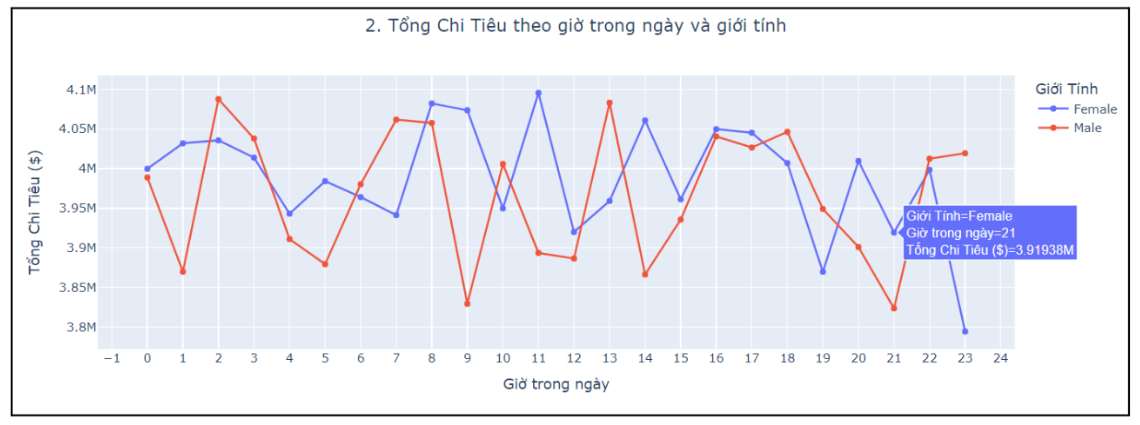 2. Tổng Chi Tiêu theo giờ trong ngày và giới tính
Giới Tính
Female
Male
Tổng Chi Tiêu ($)
4.1M
4.05M
4M
3.95M
3.9M
3.85M
3.8M
Giới Tính=Female
Giờ trong ngày=21
Tổng Chi Tiêu ($)=3.91938M
−1 0 1 2 3 4 5 6 7 8 9 10 11 12 13 14 15 16 17 18 19 20 21 22 23 24
Giờ trong ngày